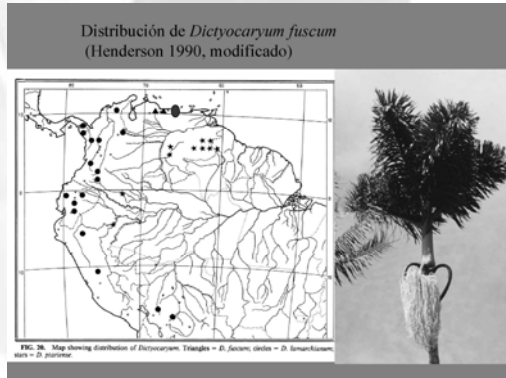 Distribución de Dictyocaryum fuscum
(Henderson 1990, modificado)
FIG. 20. Map showing distribution of Dictyocaryum. Triangles = D. fuscum; circles = D. lamarckianum;
stars = D. ptariense.